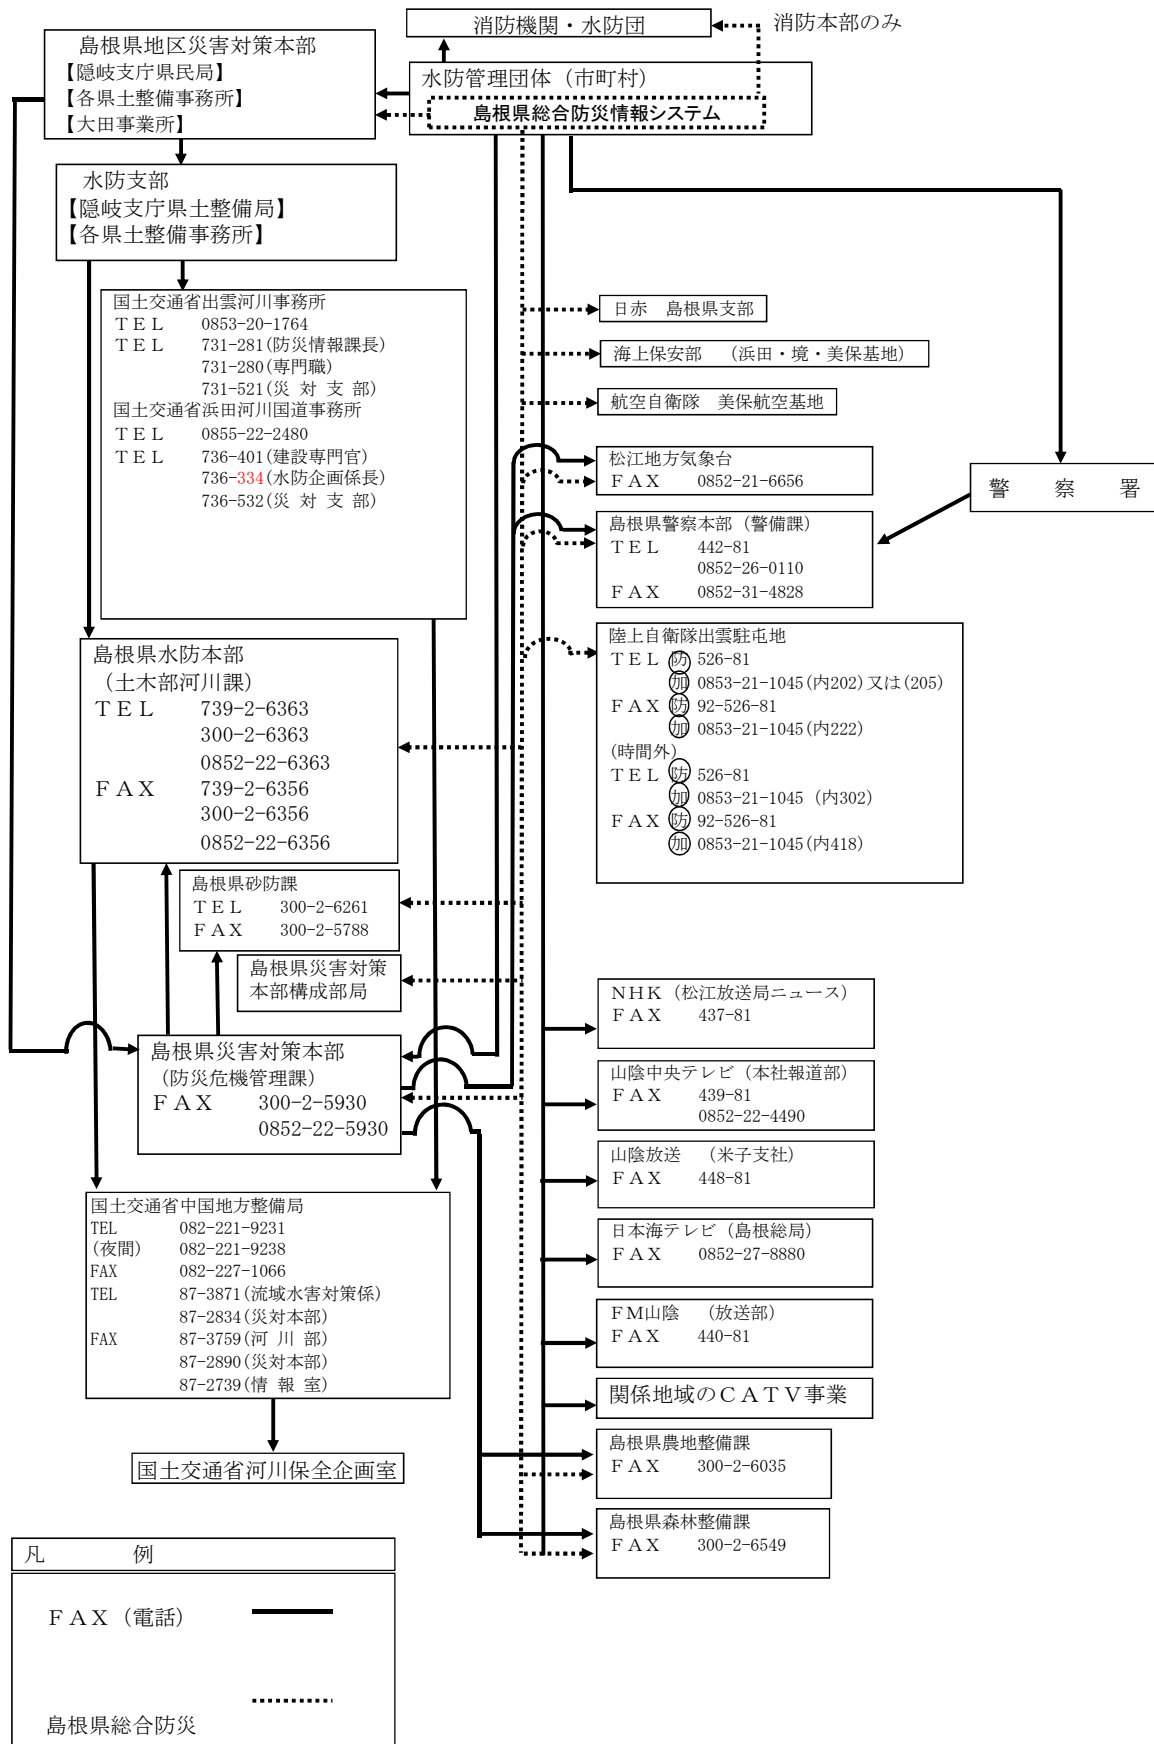 消防機関・水防団
消防本部のみ
島根県地区災害対策本部
【隠岐支庁県民局】
【各県土整備事務所】
【大田事業所】
水防管理団体（市町村）
島根県総合防災情報システム
水防支部
【隠岐支庁県土整備局】
【各県土整備事務所】
国土交通省出雲河川事務所
ＴＥＬ 0853-20-1764
ＴＥＬ 731-281(防災情報課長)
731-280(専門職)
731-521(災 対 支 部)
国土交通省浜田河川国道事務所
ＴＥＬ 0855-22-2480
ＴＥＬ 736-401(建設専門官)
736-334(水防企画係長)
736-532(災 対 支 部)
日赤　島根県支部
海上保安部　（浜田・境・美保基地）
航空自衛隊　美保航空基地
松江地方気象台
ＦＡＸ 0852-21-6656
警　察　署
島根県警察本部（警備課）
ＴＥＬ 442-81
0852-26-0110
ＦＡＸ 0852-31-4828
陸上自衛隊出雲駐屯地
ＴＥＬ 防 526-81
加 0853-21-1045(内202)又は(205)
ＦＡＸ 防 92-526-81
加 0853-21-1045(内222)
(時間外)
ＴＥＬ 防 526-81
加 0853-21-1045 (内302)
ＦＡＸ 防 92-526-81
加 0853-21-1045(内418)
島根県水防本部
（土木部河川課）
ＴＥＬ 739-2-6363
300-2-6363
0852-22-6363
ＦＡＸ 739-2-6356
300-2-6356
0852-22-6356
島根県砂防課
ＴＥＬ 300-2-6261
ＦＡＸ 300-2-5788
島根県災害対策
本部構成部局
島根県災害対策本部
（防災危機管理課）
ＦＡＸ 300-2-5930
0852-22-5930
NHK（松江放送局ニュース）
ＦＡＸ 437-81
山陰中央テレビ（本社報道部）
ＦＡＸ 439-81
0852-22-4490
山陰放送　（米子支社）
ＦＡＸ 448-81
日本海テレビ（島根総局）
ＦＡＸ 0852-27-8880
ＦＭ山陰　（放送部）
ＦＡＸ 440-81
関係地域のＣＡＴＶ事業
島根県農地整備課
ＦＡＸ 300-2-6035
島根県森林整備課
ＦＡＸ 300-2-6549
国土交通省中国地方整備局
TEL 082-221-9231
(夜間) 082-221-9238
FAX 082-227-1066
TEL 87-3871(流域水害対策係)
87-2834(災対本部)
FAX 87-3759(河 川 部)
87-2890(災対本部)
87-2739(情 報 室)
国土交通省河川保全企画室
凡　　　例
ＦＡＸ（電話）
島根県総合防災